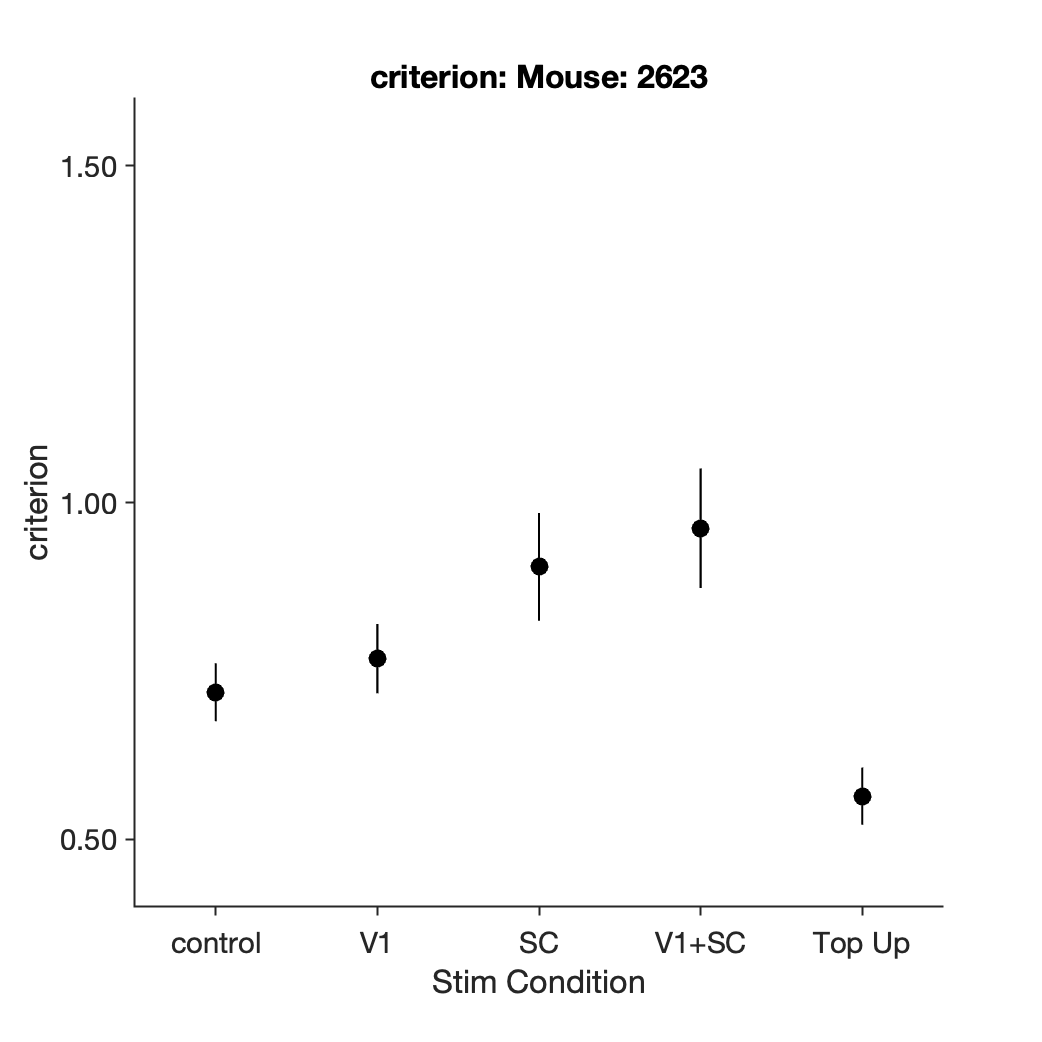 criterion: Mouse: 2623
1.50
1.00
0.50
criterion
control
V1
SC
V1+SC
Top Up
Stim Condition